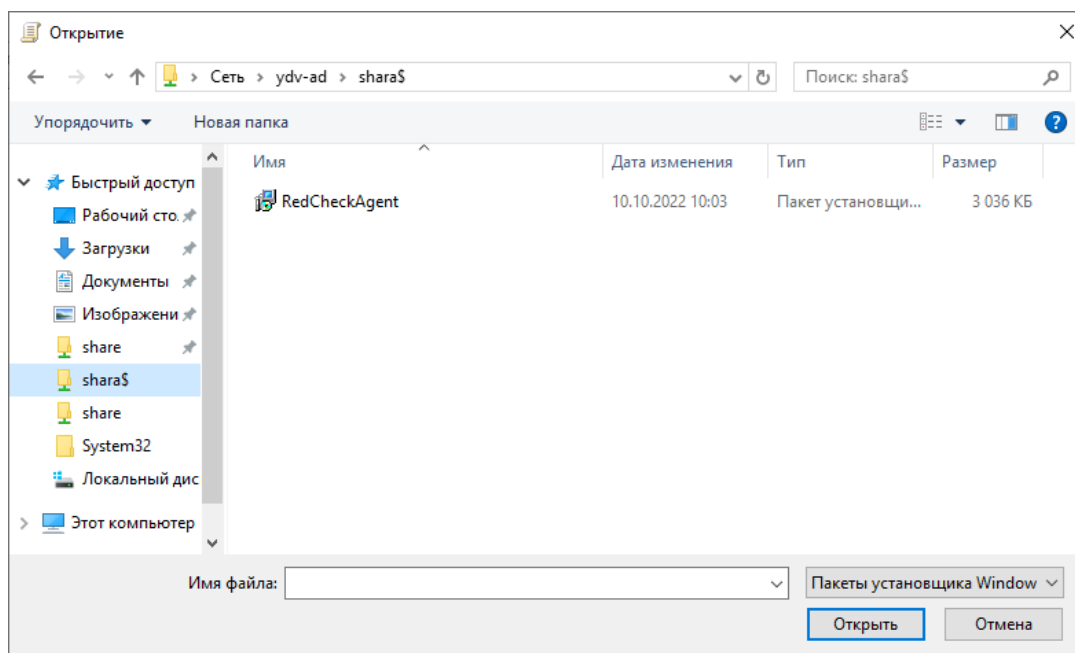 Открытие
Сеть > ydv-ad > shara$
Поиск: shara$
Упорядочить
Новая папка
Имя
Дата изменения
Тип
Размер
RedCheckAgent
10.10.2022 10:03
Пакет установщи...
3 036 КБ
Быстрый доступ
Рабочий сто.
Загрузки
Документы
Изображени
share
shara$
share
System32
Локальный дис
Этот компьютер
Имя файла:
Пакеты установщика Window
Открыть
Отмена